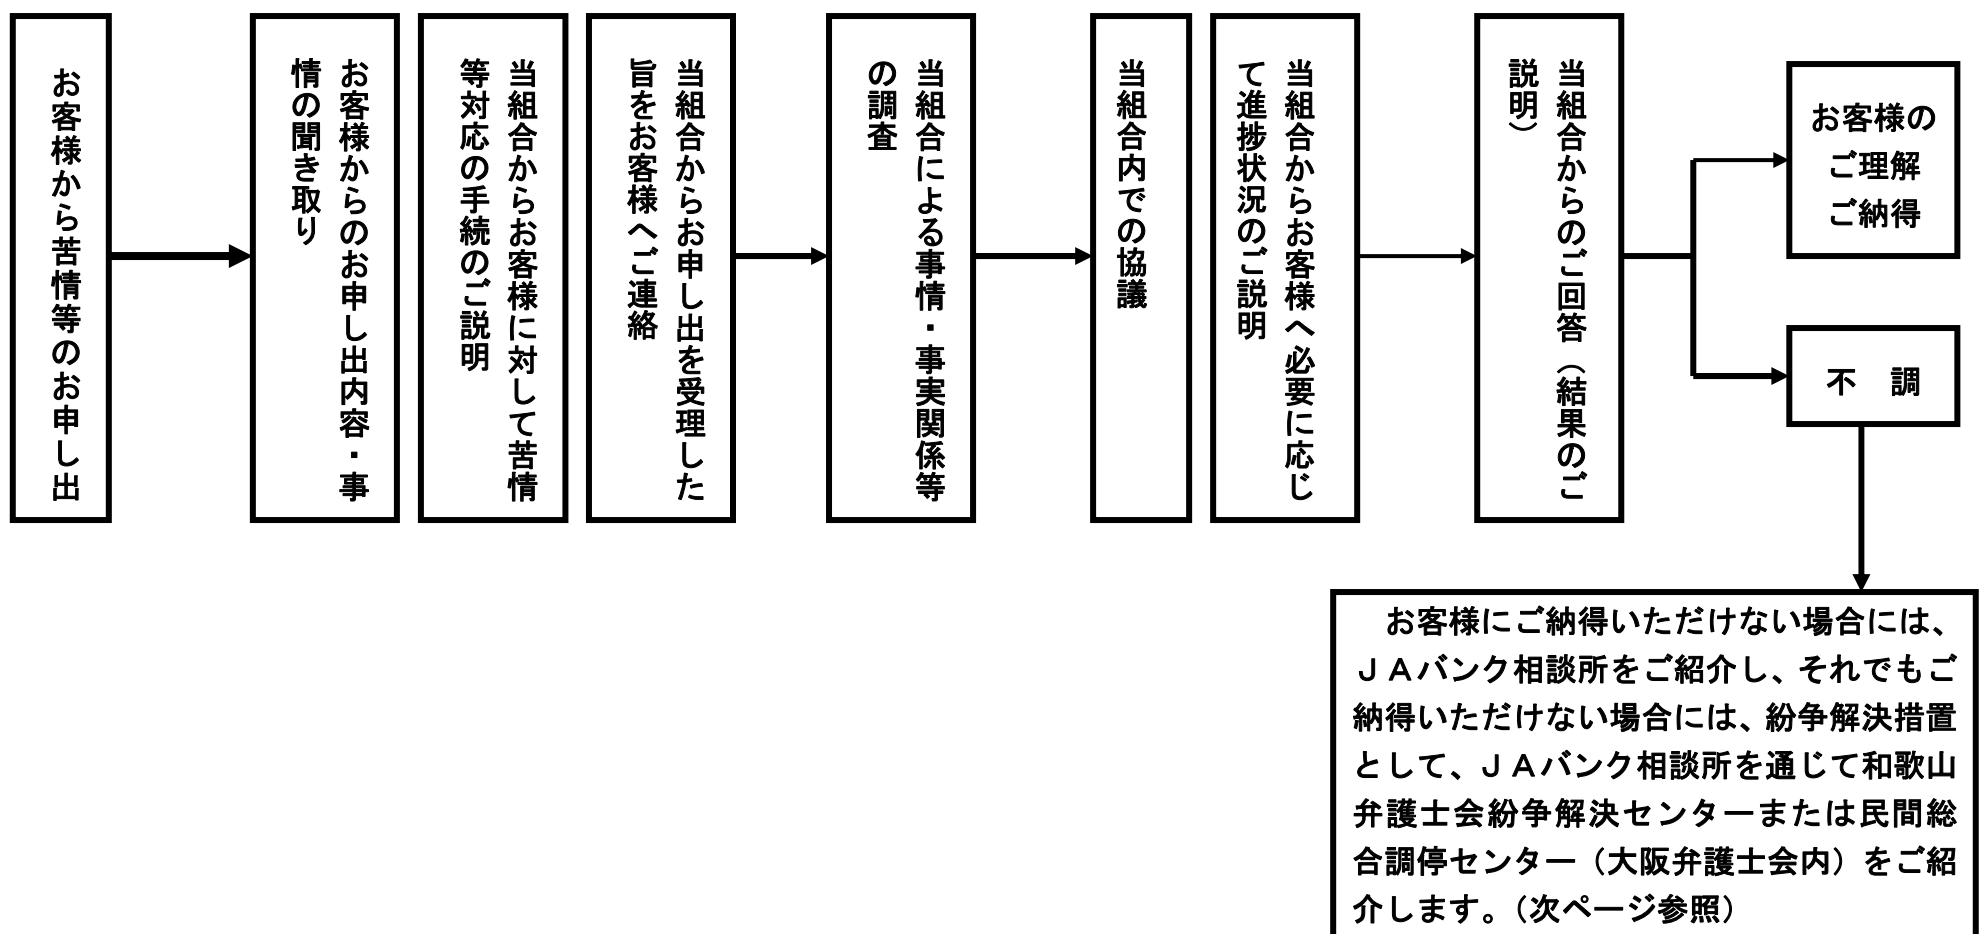 お客様から苦情等のお申し出
お客様からのお申し出内容・事
情の聞き取り
当組合からお客様に対して苦情
等対応の手続のご説明
当組合からお申し出を受理した
旨をお客様へご連絡
当組合による事情・事実関係等
の調査
当組合内での協議
当組合からお客様へ必要に応じ
て進捗状況のご説明
当組合からのご回答（結果のご
説明）
お客様の
ご理解
ご納得
不　調
お客様にご納得いただけない場合には、
ＪＡバンク相談所をご紹介し、それでもご
納得いただけない場合には、紛争解決措置
として、ＪＡバンク相談所を通じて和歌山
弁護士会紛争解決センターまたは民間総
合調停センター（大阪弁護士会内）をご紹
介します。（次ページ参照）